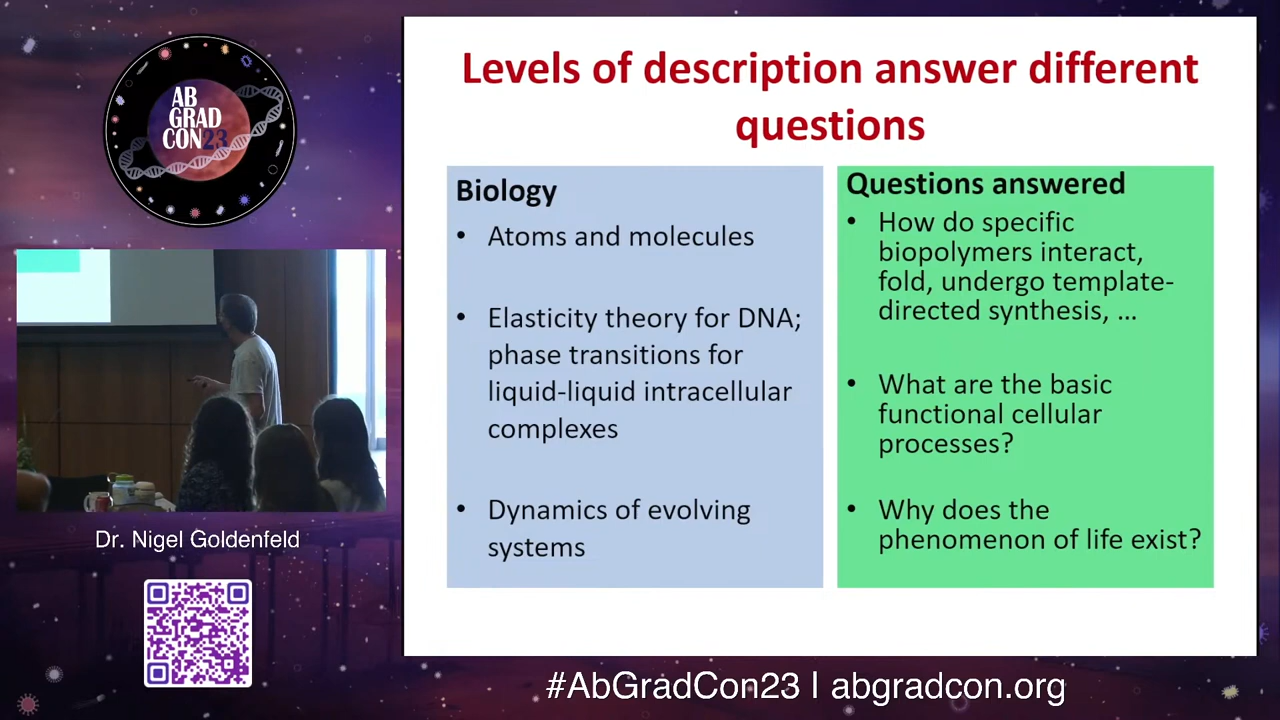 AB
GRAD
CON23
Levels of description answer different
questions
Biology
• Atoms and molecules
• Elasticity theory for DNA;
phase transitions for
liquid-liquid intracellular
complexes
• Dynamics of evolving
systems
Questions answered
• How do specific
biopolymers interact,
fold, undergo template-
directed synthesis, ...
• What are the basic
functional cellular
processes?
• Why does the
phenomenon of life exist?
Dr. Nigel Goldenfeld
#AbGradCon23 I abgradcon.org